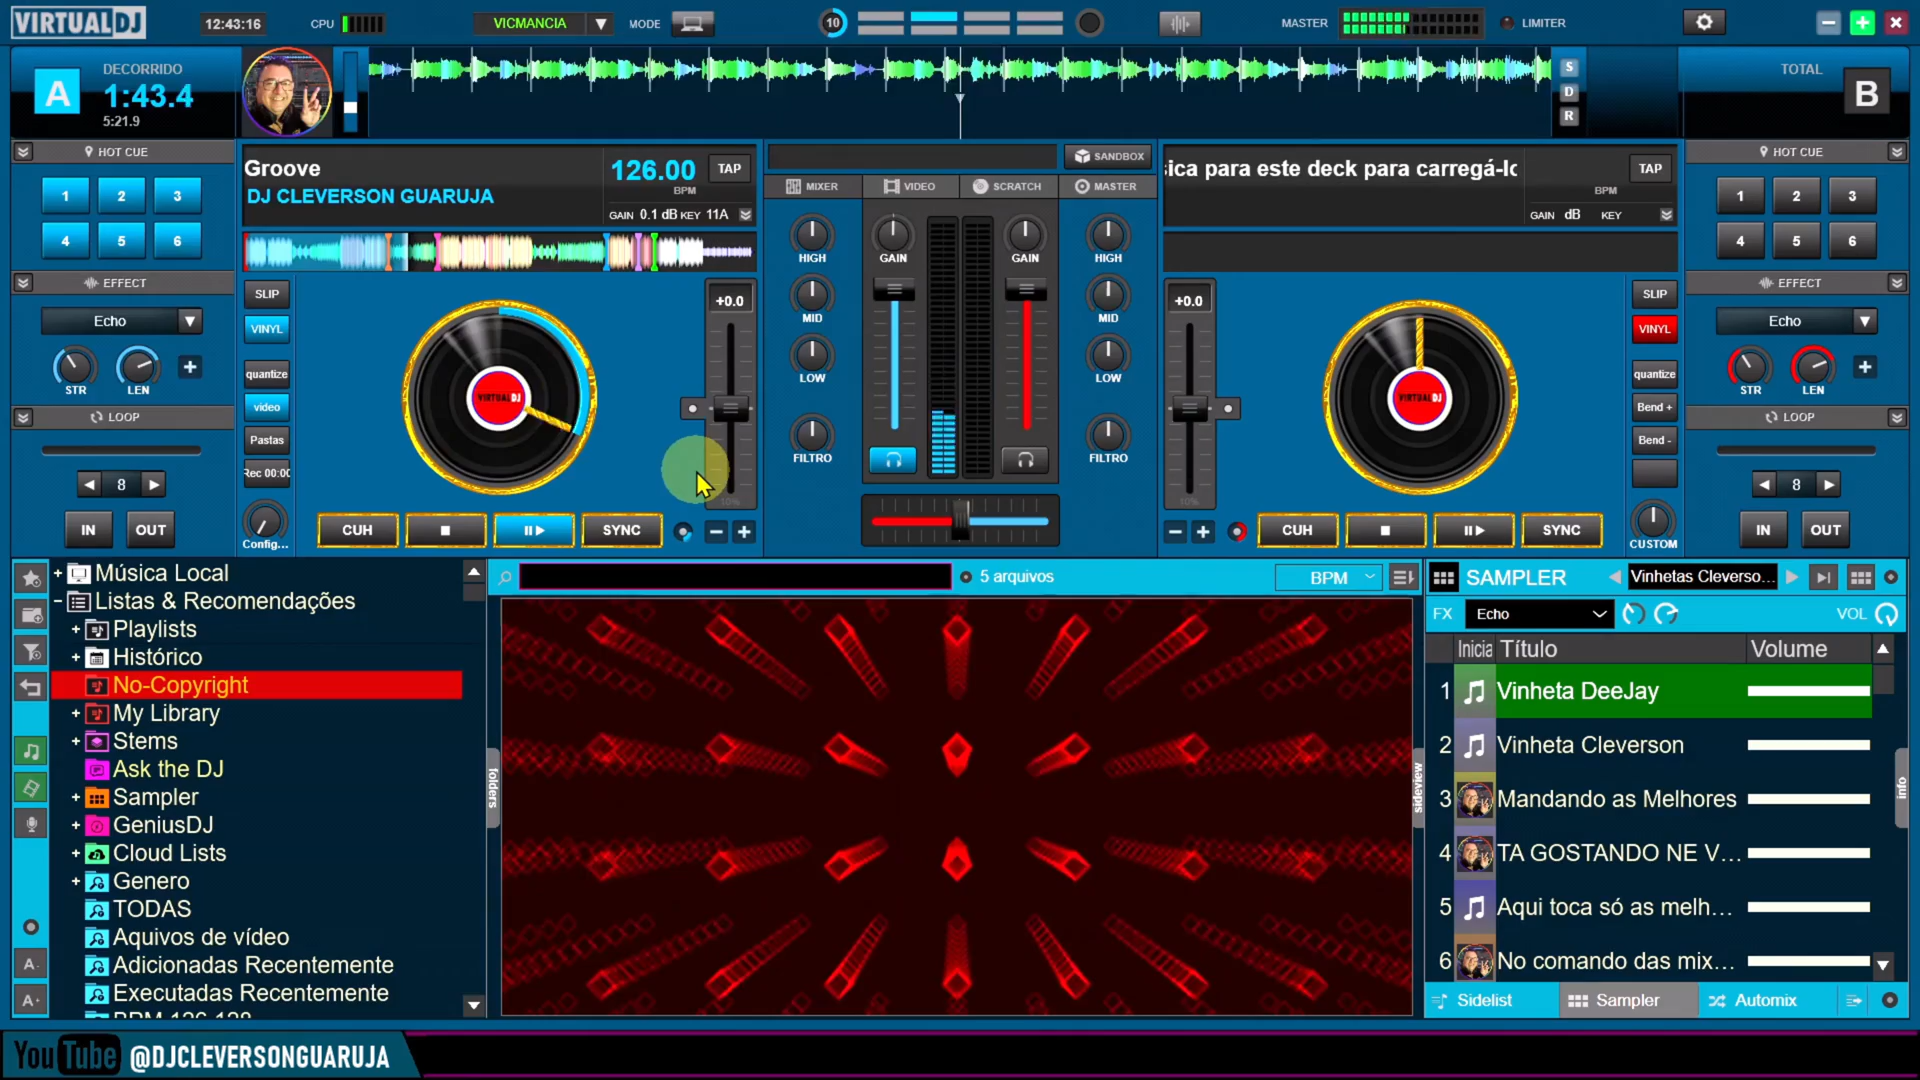 VIRTUALDJ
12:43:16
CPU
VICMANCIA
MODE
10
MASTER
LIMITER
A
DECORRIDO
1:43.4
5:21.9
S
D
R
TOTAL
B
HOT CUE
1
2
3
4
5
6
Groove
DJ CLEVERSON GUARUJA
126.00
BPM
TAP
GAIN 0.1 dB KEY 11A
SANDBOX
MIXER
VIDEO
SCRATCH
MASTER
sica para este deck para carregá-lo
TAP
BPM
GAIN dB KEY
HOT CUE
1
2
3
4
5
6
EFFECT
Echo
STR
LEN
LOOP
8
IN
OUT
SLIP
VINYL
quantize
video
Pastas
Rec 00:00
Config...
VIRTUALDJ
+0.0
10%
CUH
SYNC
HIGH
MID
LOW
FILTRO
GAIN
GAIN
HIGH
MID
LOW
FILTRO
+0.0
10%
VIRTUALDJ
CUH
SYNC
SLIP
VINYL
quantize
Bend +
Bend -
CUSTOM
EFFECT
Echo
STR
LEN
LOOP
8
IN
OUT
Música Local
Listas & Recomendações
Playlists
Histórico
No-Copyright
My Library
Stems
Ask the DJ
Sampler
GeniusDJ
Cloud Lists
Genero
TODAS
Aquivos de vídeo
Adicionadas Recentemente
Executadas Recentemente
BPM 126-128
A-
A+
folders
5 arquivos
BPM
sideview
SAMPLER
Vinhetas Cleverso...
FX
Echo
VOL
Inicia
Título
Volume
1 Vinheta DeeJay
2 Vinheta Cleverson
3 Mandando as Melhores
4 TA GOSTANDO NE V...
5 Aqui toca só as melh...
6 No comando das mix...
info
Sidelist
Sampler
Automix
YouTube @DJCLEVERSONGUARUJA